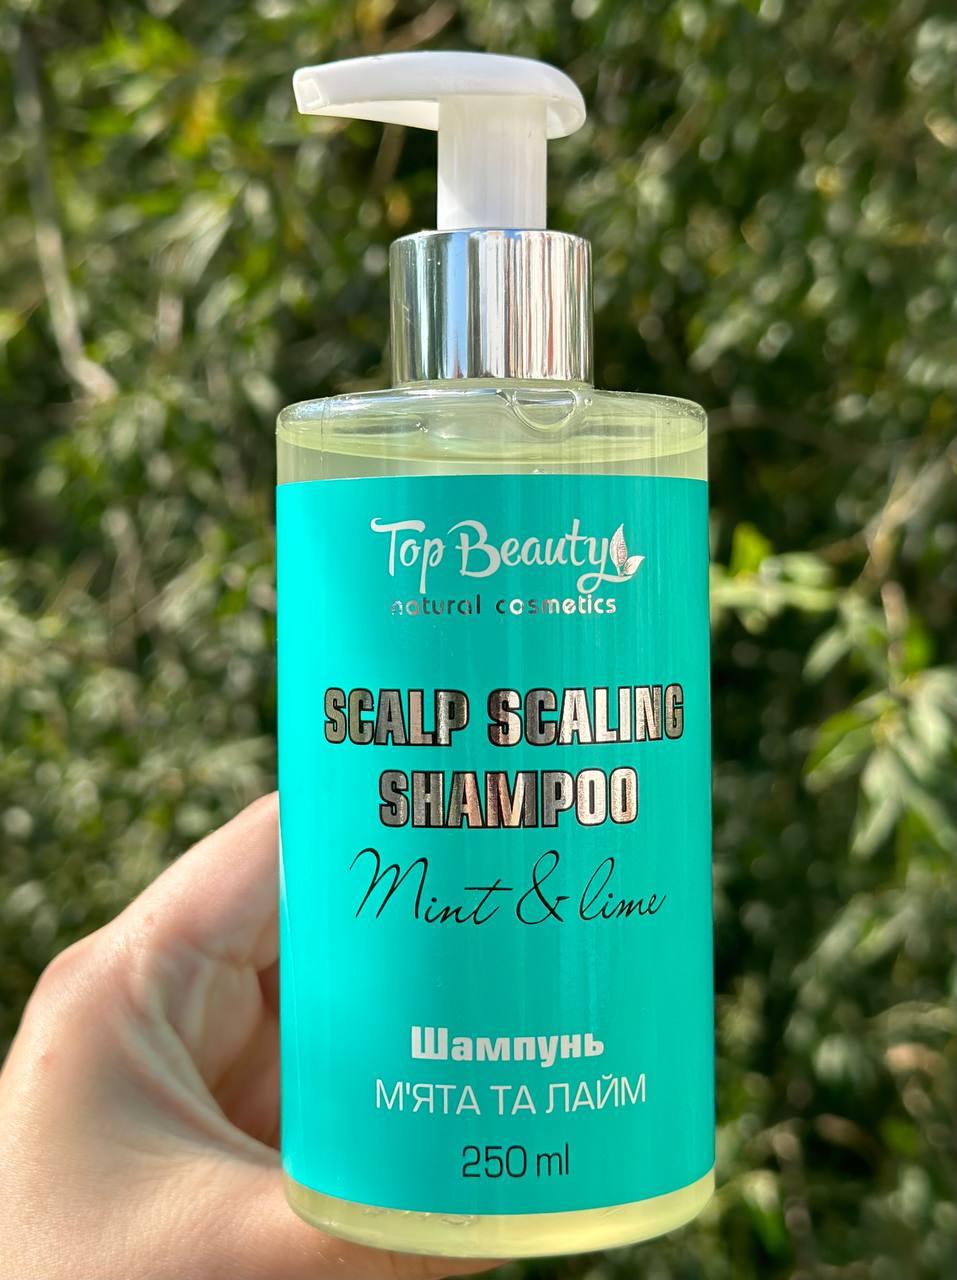 Top Beauty
natural cosmetics
SCALP SCALING
SHAMPOO
Mint & lime
Шампунь
М'ЯТА ТА ЛАЙМ
250 ml